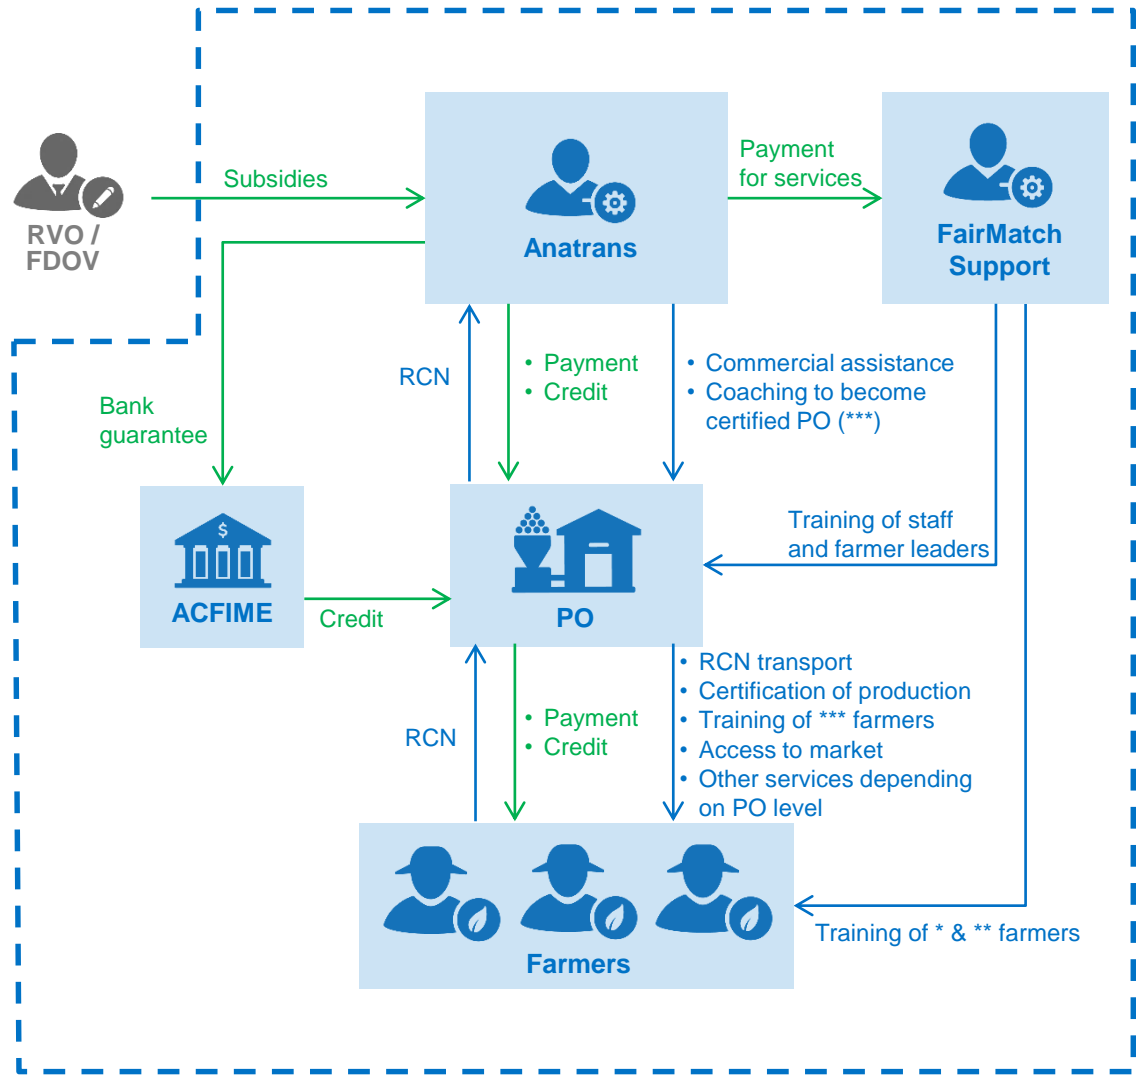 Subsidies
RVO /
FDOV
Anatrans
Payment
for services
FairMatch
Support
Bank
guarantee
RCN
• Payment
• Credit
• Commercial assistance
• Coaching to become
certified PO (***)
$
ACFIME
Credit
PO
Training of staff
and farmer leaders
RCN
• Payment
• Credit
• RCN transport
• Certification of production
• Training of *** farmers
• Access to market
• Other services depending
on PO level
Farmers
Training of * & ** farmers